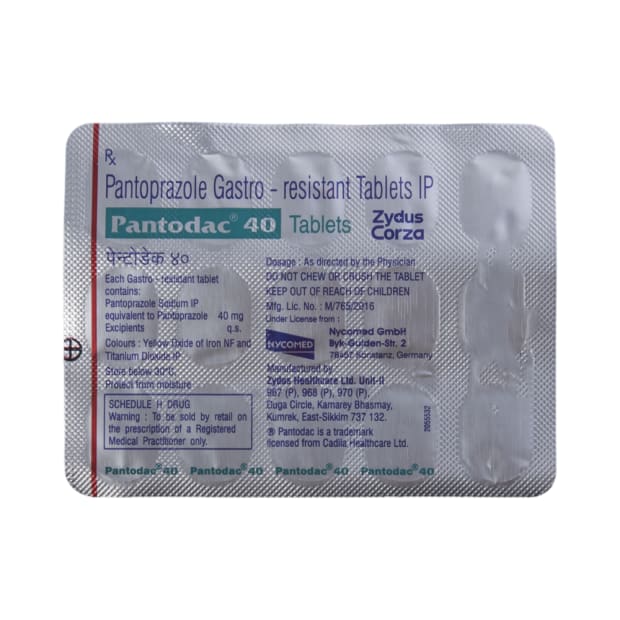 Rx
Pantoprazole Gastro - resistant Tablets IP
Pantodac® 40 Tablets
Zydus
Corza
पेन्टोडेक ४०
Each Gastro - resistant tablet
contains:
Pantoprazole Sodium IP
equivalent to Pantoprazole 40 mg
Excipients q.s.
Colours : Yellow Oxide of Iron NF and
Titanium Dioxide IP
Store below 30°C.
Protect from moisture
SCHEDULE H DRUG
Warning : To be sold by retail on
the prescription of a Registered
Medical Practitioner only.
Dosage : As directed by the Physician
DO NOT CHEW OR CRUSH THE TABLET
KEEP OUT OF REACH OF CHILDREN
Mfg. Lic. No. : M/765/2016
Under License from :
NYCOMED
Nycomed GmbH
Byk-Gulden-Str. 2
78467 Konstanz, Germany
Manufactured by
Zydus Healthcare Ltd. Unit-II
967 (P), 968 (P), 970 (P),
Duga Circle, Kamarey Bhasmay,
Kumrek, East-Sikkim 737 132.
® Pantodac is a trademark
licensed from Cadila Healthcare Ltd.
2055532
Pantodac® 40 Pantodac® 40 Pantodac® 40 Pantodac® 40